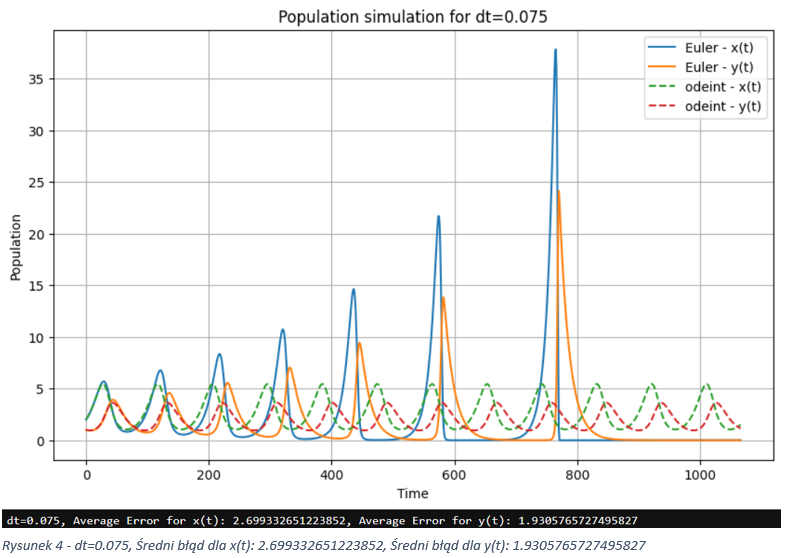 Population simulation for dt=0.075
Euler - x(t)
Euler - y(t)
odeint - x(t)
odeint - y(t)
Population
35
30
25
20
15
10
5
0
0 200 400 600 800 1000
Time
dt=0.075, Average Error for x(t): 2.699332651223852, Average Error for y(t): 1.9305765727495827
Rysunek 4 - dt=0.075, Średni błąd dla x(t): 2.699332651223852, Średni błąd dla y(t): 1.9305765727495827